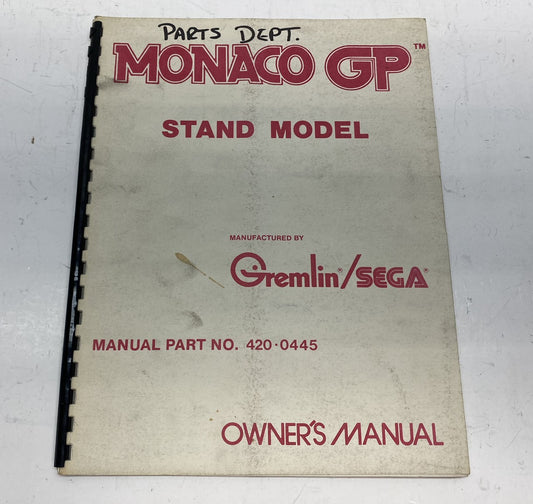 PARTS DEPT.
MONACO GP™
STAND MODEL
MANUFACTURED BY
Gremlin®/SEGA®
MANUAL PART NO. 420·0445
OWNER'S MANUAL